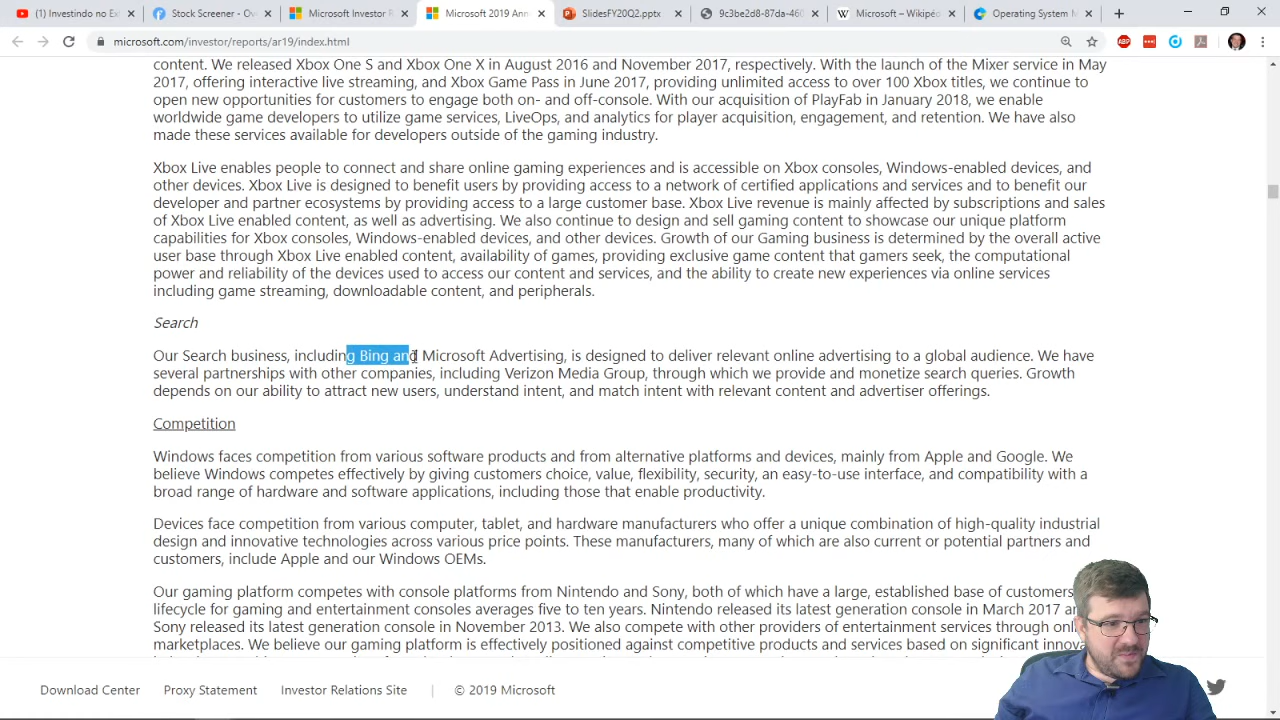 (1) Investindo no Ex
Stock Screener - Ov
Microsoft Investor R
Microsoft 2019 Ann
SlidesFY20Q2.pptx
9c3be2d8-87da-460
Microsoft – Wikipéd
Operating System M
microsoft.com/investor/reports/ar19/index.html
ABP
content. We released Xbox One S and Xbox One X in August 2016 and November 2017, respectively. With the launch of the Mixer service in May
2017, offering interactive live streaming, and Xbox Game Pass in June 2017, providing unlimited access to over 100 Xbox titles, we continue to
open new opportunities for customers to engage both on- and off-console. With our acquisition of PlayFab in January 2018, we enable
worldwide game developers to utilize game services, LiveOps, and analytics for player acquisition, engagement, and retention. We have also
made these services available for developers outside of the gaming industry.
Xbox Live enables people to connect and share online gaming experiences and is accessible on Xbox consoles, Windows-enabled devices, and
other devices. Xbox Live is designed to benefit users by providing access to a network of certified applications and services and to benefit our
developer and partner ecosystems by providing access to a large customer base. Xbox Live revenue is mainly affected by subscriptions and sales
of Xbox Live enabled content, as well as advertising. We also continue to design and sell gaming content to showcase our unique platform
capabilities for Xbox consoles, Windows-enabled devices, and other devices. Growth of our Gaming business is determined by the overall active
user base through Xbox Live enabled content, availability of games, providing exclusive game content that gamers seek, the computational
power and reliability of the devices used to access our content and services, and the ability to create new experiences via online services
including game streaming, downloadable content, and peripherals.
Search
Our Search business, including Bing and Microsoft Advertising, is designed to deliver relevant online advertising to a global audience. We have
several partnerships with other companies, including Verizon Media Group, through which we provide and monetize search queries. Growth
depends on our ability to attract new users, understand intent, and match intent with relevant content and advertiser offerings.
Competition
Windows faces competition from various software products and from alternative platforms and devices, mainly from Apple and Google. We
believe Windows competes effectively by giving customers choice, value, flexibility, security, an easy-to-use interface, and compatibility with a
broad range of hardware and software applications, including those that enable productivity.
Devices face competition from various computer, tablet, and hardware manufacturers who offer a unique combination of high-quality industrial
design and innovative technologies across various price points. These manufacturers, many of which are also current or potential partners and
customers, include Apple and our Windows OEMs.
Our gaming platform competes with console platforms from Nintendo and Sony, both of which have a large, established base of customers
lifecycle for gaming and entertainment consoles averages five to ten years. Nintendo released its latest generation console in March 2017
Sony released its latest generation console in November 2013. We also compete with other providers of entertainment services through
marketplaces. We believe our gaming platform is effectively positioned against competitive products and services based on significant
Download Center
Proxy Statement
Investor Relations Site
© 2019 Microsoft